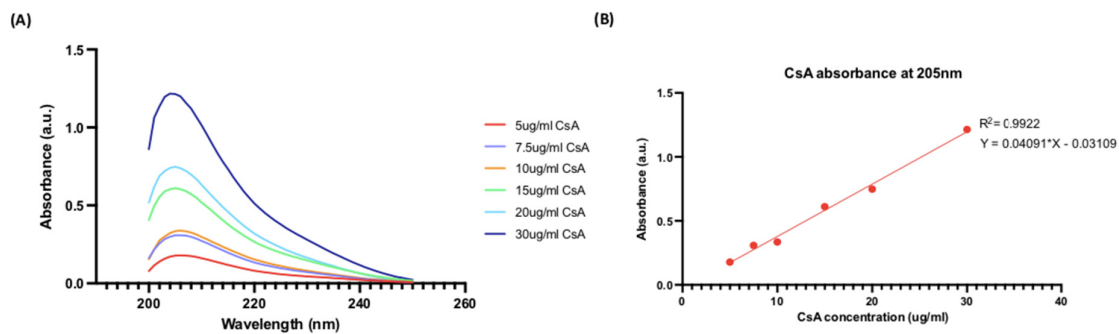 (A)
1.5
1.0
0.5
0.0
Absorbance (a.u.)
200
220
240
260
Wavelength (nm)
5ug/ml CsA
7.5ug/ml CsA
10ug/ml CsA
15ug/ml CsA
20ug/ml CsA
30ug/ml CsA
(B)
CsA absorbance at 205nm
1.5
1.0
0.5
0.0
Absorbance (a.u.)
R² = 0.9922
Y = 0.04091*X - 0.03109
0
10
20
30
40
CsA concentration (ug/ml)